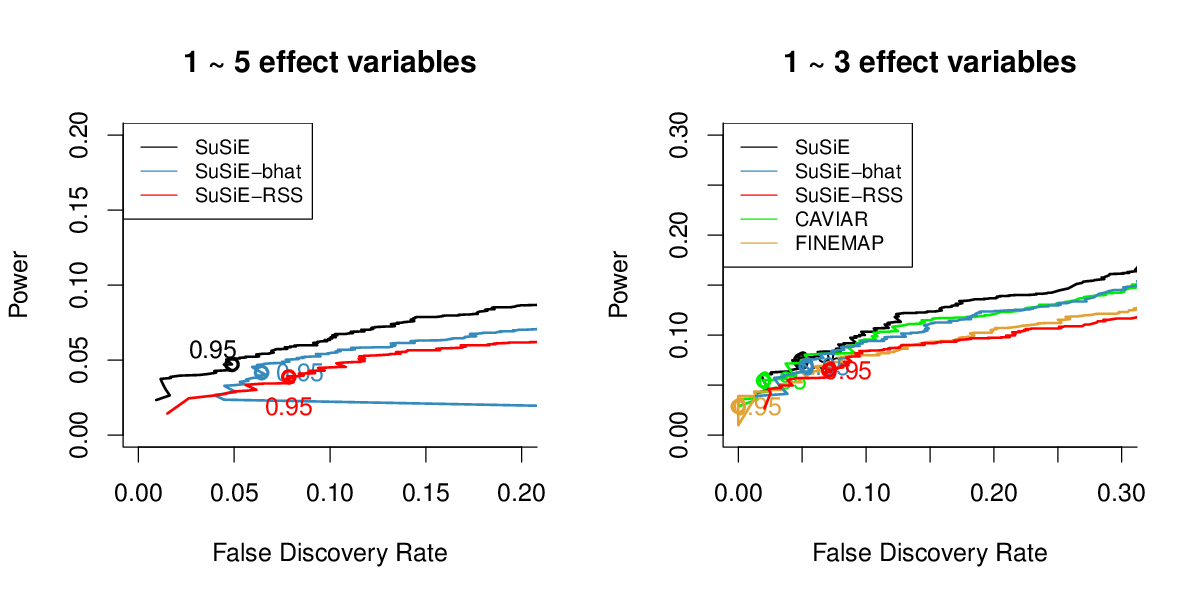 1 ~ 5 effect variables
Power
0.20
0.15
0.10
0.05
0.00
SuSiE
SuSiE−bhat
SuSiE−RSS
0.95
0.95
0.95
0.00 0.05 0.10 0.15 0.20
False Discovery Rate
1 ~ 3 effect variables
Power
0.30
0.20
0.10
0.00
SuSiE
SuSiE−bhat
SuSiE−RSS
CAVIAR
FINEMAP
0.95
0.95
0.00 0.10 0.20 0.30
False Discovery Rate